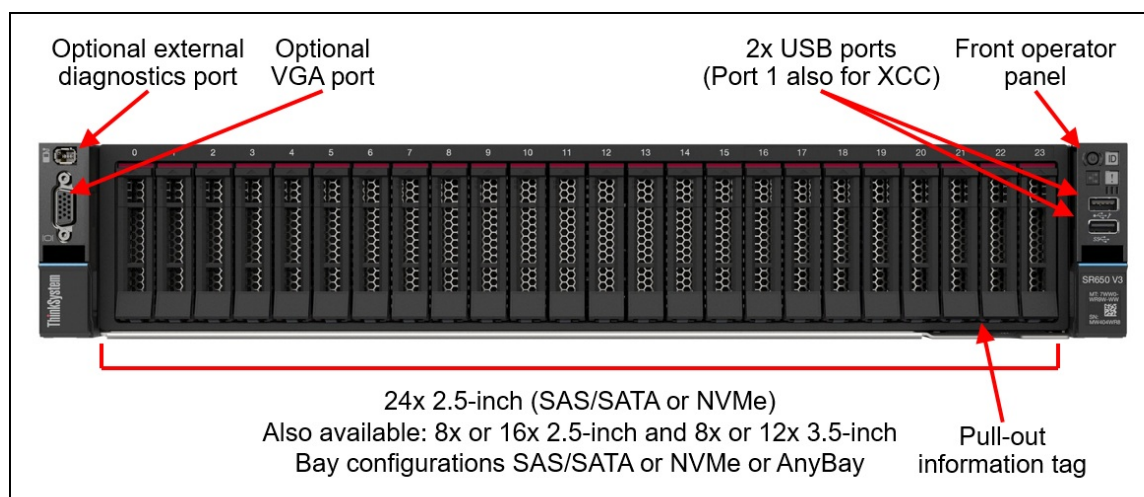 Optional external
diagnostics port
Optional
VGA port
2x USB ports
(Port 1 also for XCC)
Front operator
panel
0 1 2 3 4 5 6 7 8 9 10 11 12 13 14 15 16 17 18 19 20 21 22 23
ID
ThinkSystem
SR650 V3
24x 2.5-inch (SAS/SATA or NVMe)
Also available: 8x or 16x 2.5-inch and 8x or 12x 3.5-inch
Bay configurations SAS/SATA or NVMe or AnyBay
Pull-out
information tag